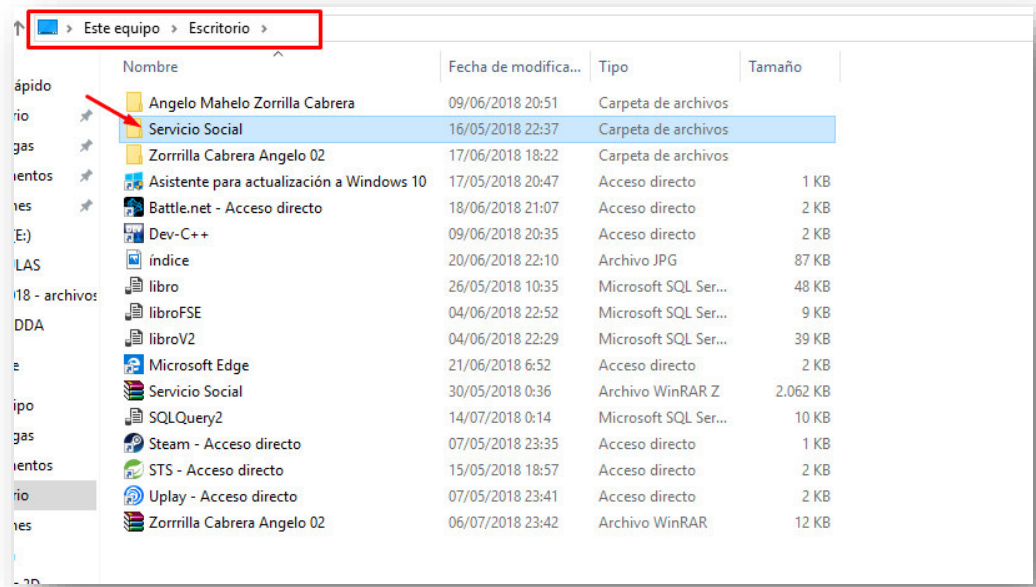 Este equipo > Escritorio >
Nombre Fecha de modifica... Tipo Tamaño
ápido
rio
gas
entos
nes
E:)
LAS
18 - archivos
DDA
e
ipo
gas
entos
rio
nes
- 3D
Angelo Mahelo Zorrilla Cabrera 09/06/2018 20:51 Carpeta de archivos
Servicio Social 16/05/2018 22:37 Carpeta de archivos
Zorrrilla Cabrera Angelo 02 17/06/2018 18:22 Carpeta de archivos
Asistente para actualización a Windows 10 17/05/2018 20:47 Acceso directo 1 KB
Battle.net - Acceso directo 18/06/2018 21:07 Acceso directo 2 KB
Dev-C++ 09/06/2018 20:35 Acceso directo 2 KB
índice 20/06/2018 22:10 Archivo JPG 87 KB
libro 26/05/2018 10:35 Microsoft SQL Ser... 48 KB
libroFSE 04/06/2018 22:52 Microsoft SQL Ser... 9 KB
libroV2 04/06/2018 22:29 Microsoft SQL Ser... 39 KB
Microsoft Edge 21/06/2018 6:52 Acceso directo 2 KB
Servicio Social 30/05/2018 0:36 Archivo WinRAR Z 2.062 KB
SQLQuery2 14/07/2018 0:14 Microsoft SQL Ser... 10 KB
Steam - Acceso directo 07/05/2018 23:35 Acceso directo 1 KB
STS - Acceso directo 15/05/2018 18:57 Acceso directo 2 KB
Uplay - Acceso directo 07/05/2018 23:41 Acceso directo 2 KB
Zorrrilla Cabrera Angelo 02 06/07/2018 23:42 Archivo WinRAR 12 KB